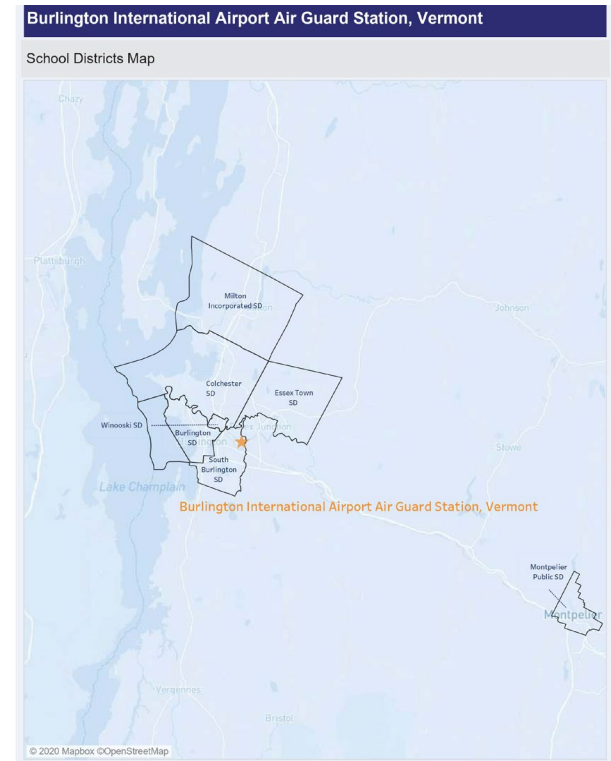 Burlington International Airport Air Guard Station, Vermont
School Districts Map
Chazy
Plattsburgh
Milton
Incorporated SD
Johnson
Colchester
SD
Essex Town
SD
Winooski SD
Burlington
SD
South
Burlington
SD
Stowe
Lake Champlain
Burlington International Airport Air Guard Station, Vermont
Montpelier
Public SD
Montpelier
Vergennes
Bristol
© 2020 Mapbox ©OpenStreetMap